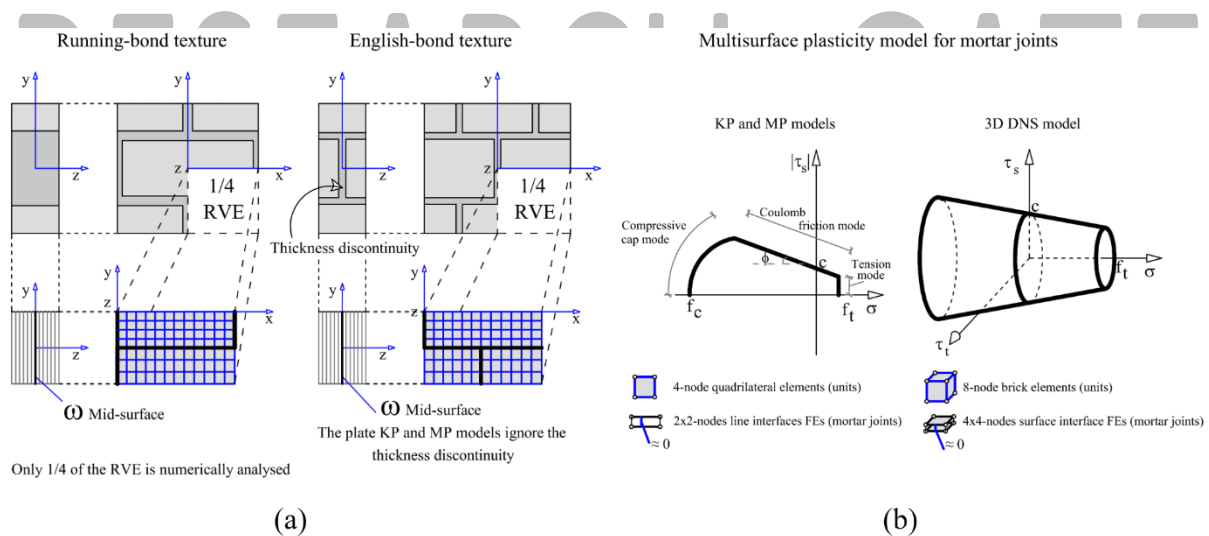 Running-bond texture
English-bond texture
Multisurface plasticity model for mortar joints
y
y
y
y
z
x
z
z
z
x
1/4
RVE
1/4
RVE
Thickness discontinuity
y
y
y
y
z
z
x
z
z
x
ω Mid-surface
ω Mid-surface
The plate KP and MP models ignore the
thickness discontinuity
Only 1/4 of the RVE is numerically analysed
(a)
KP and MP models
3D DNS model
|τs|
τs
Compressive
cap mode
Coulomb
friction mode
ϕ
c
Tension
mode
fc
ft
σ
c
ft
σ
τt
4-node quadrilateral elements (units)
8-node brick elements (units)
2x2-nodes line interfaces FEs (mortar joints)
4x4-nodes surface interface FEs (mortar joints)
≈ 0
≈ 0
(b)